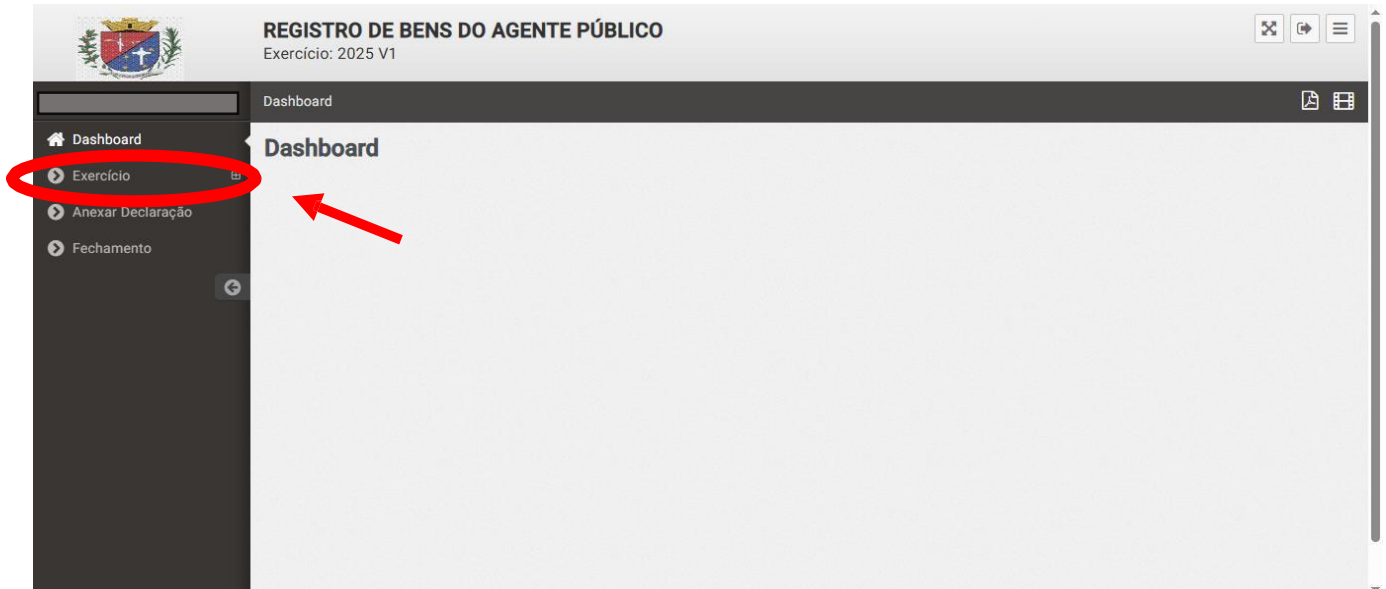 REGISTRO DE BENS DO AGENTE PÚBLICO
Exercício: 2025 V1
Dashboard
Dashboard
Dashboard
Exercício
Anexar Declaração
Fechamento